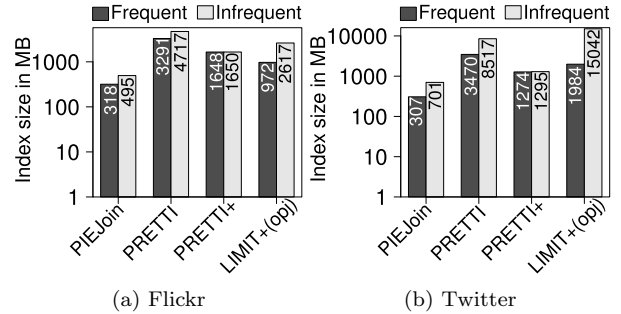 Frequent Infrequent
Index size in MB
1000
100
10
1
318
495
3291
4717
1648
1650
972
2617
PIEJoin
PRETTI
PRETTI+
LIMIT+(opj)
(a) Flickr
Frequent Infrequent
Index size in MB
10000
1000
100
10
1
307
701
3470
8517
1274
1295
1984
15042
PIEJoin
PRETTI
PRETTI+
LIMIT+(opj)
(b) Twitter